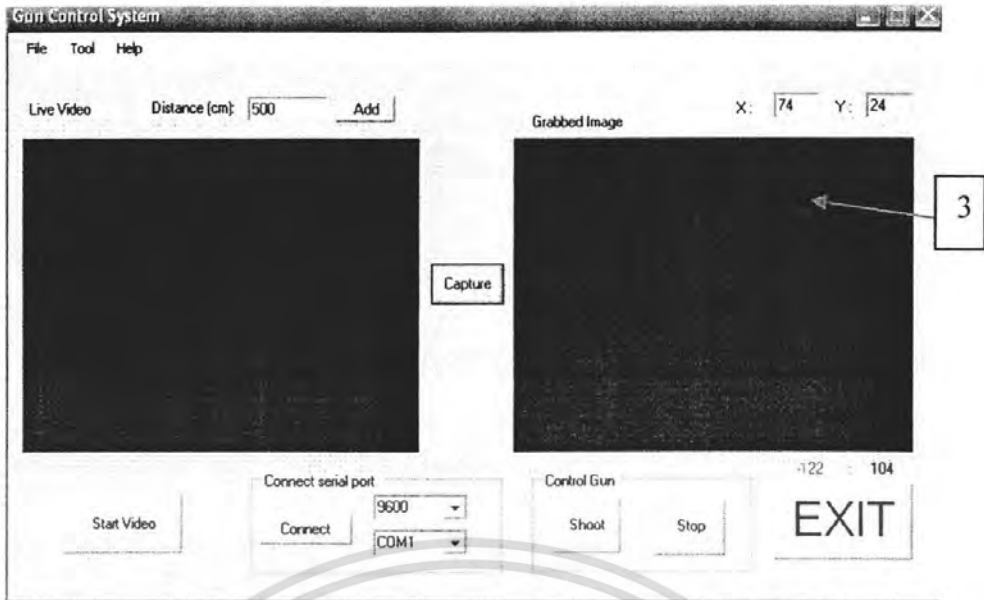 Gun Control System
File Tool Help
Live Video Distance (cm): 500 Add
X: 74 Y: 24
Grabbed Image
3
Capture
-122 : 104
Connect serial port
Control Gun
Start Video
Connect
9600
COM1
Shoot
Stop
EXIT